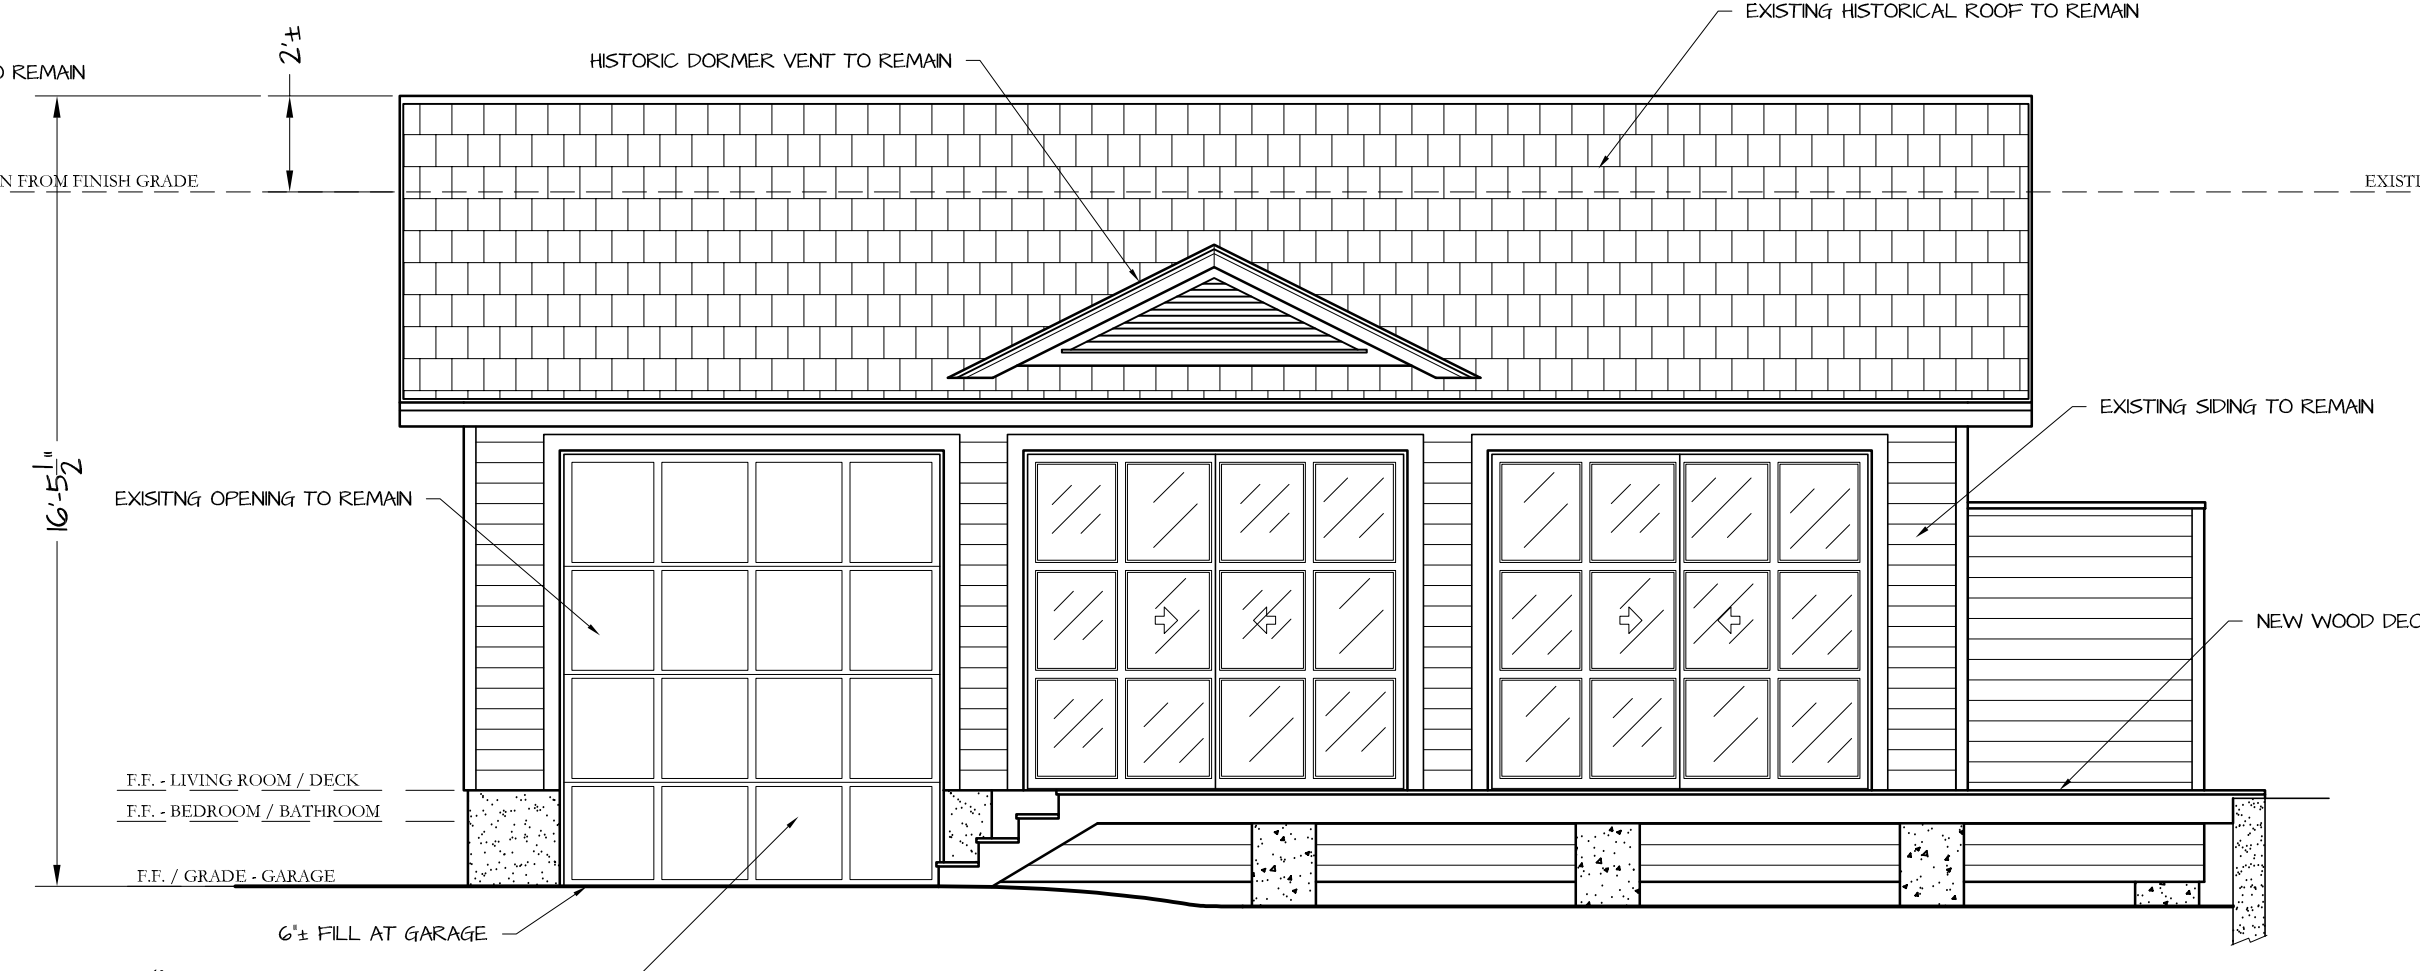 EXISTING HISTORICAL ROOF TO REMAIN
2'±
HISTORIC DORMER VENT TO REMAIN
REMAIN
N FROM FINISH GRADE
EXISTING SIDING TO REMAIN
16'-5 1/2"
EXISITNG OPENING TO REMAIN
NEW WOOD DEC
F.F. - LIVING ROOM / DECK
F.F. - BEDROOM / BATHROOM
F.F. / GRADE - GARAGE
6"± FILL AT GARAGE